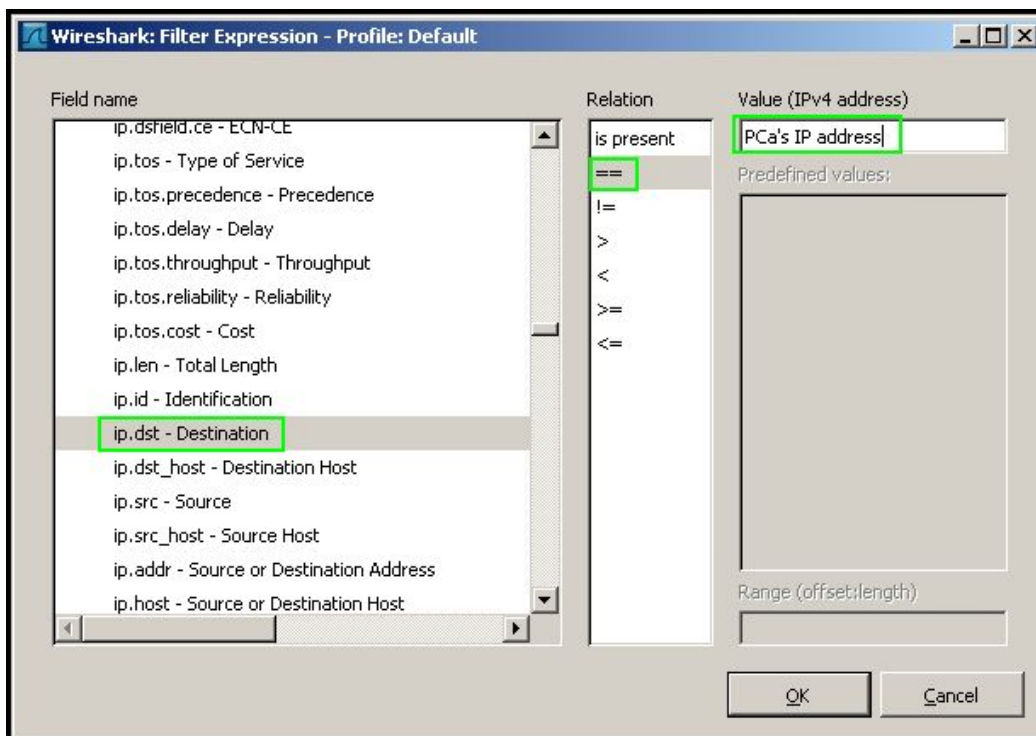 Wireshark: Filter Expression - Profile: Default
Field name
ip.dsfield.ce - ECN-CE
ip.tos - Type of Service
ip.tos.precedence - Precedence
ip.tos.delay - Delay
ip.tos.throughput - Throughput
ip.tos.reliability - Reliability
ip.tos.cost - Cost
ip.len - Total Length
ip.id - Identification
ip.dst - Destination
ip.dst_host - Destination Host
ip.src - Source
ip.src_host - Source Host
ip.addr - Source or Destination Address
ip.host - Source or Destination Host
Relation
is present
==
!=
>
<
>=
<=
Value (IPv4 address)
PCa's IP address
Predefined values:
Range (offset:length)
OK
Cancel